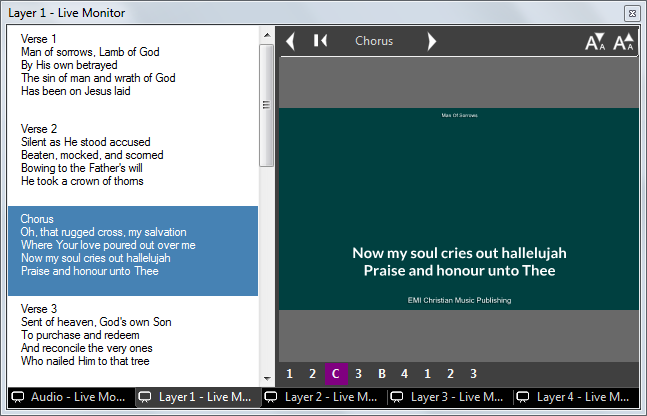 Layer 1 - Live Monitor
Verse 1
Man of sorrows, Lamb of God
By His own betrayed
The sin of man and wrath of God
Has been on Jesus laid
Verse 2
Silent as He stood accused
Beaten, mocked, and scorned
Bowing to the Father's will
He took a crown of thorns
Chorus
Oh, that rugged cross, my salvation
Where Your love poured out over me
Now my soul cries out hallelujah
Praise and honour unto Thee
Verse 3
Sent of heaven, God's own Son
To purchase and redeem
And reconcile the very ones
Who nailed Him to that tree
Chorus
AA AA
Man Of Sorrows
Now my soul cries out hallelujah
Praise and honour unto Thee
EMI Christian Music Publishing
1 2 C 3 B 4 1 2 3
Audio - Live Mo... Layer 1 - Live M... Layer 2 - Live M... Layer 3 - Live M... Layer 4 - Live M...